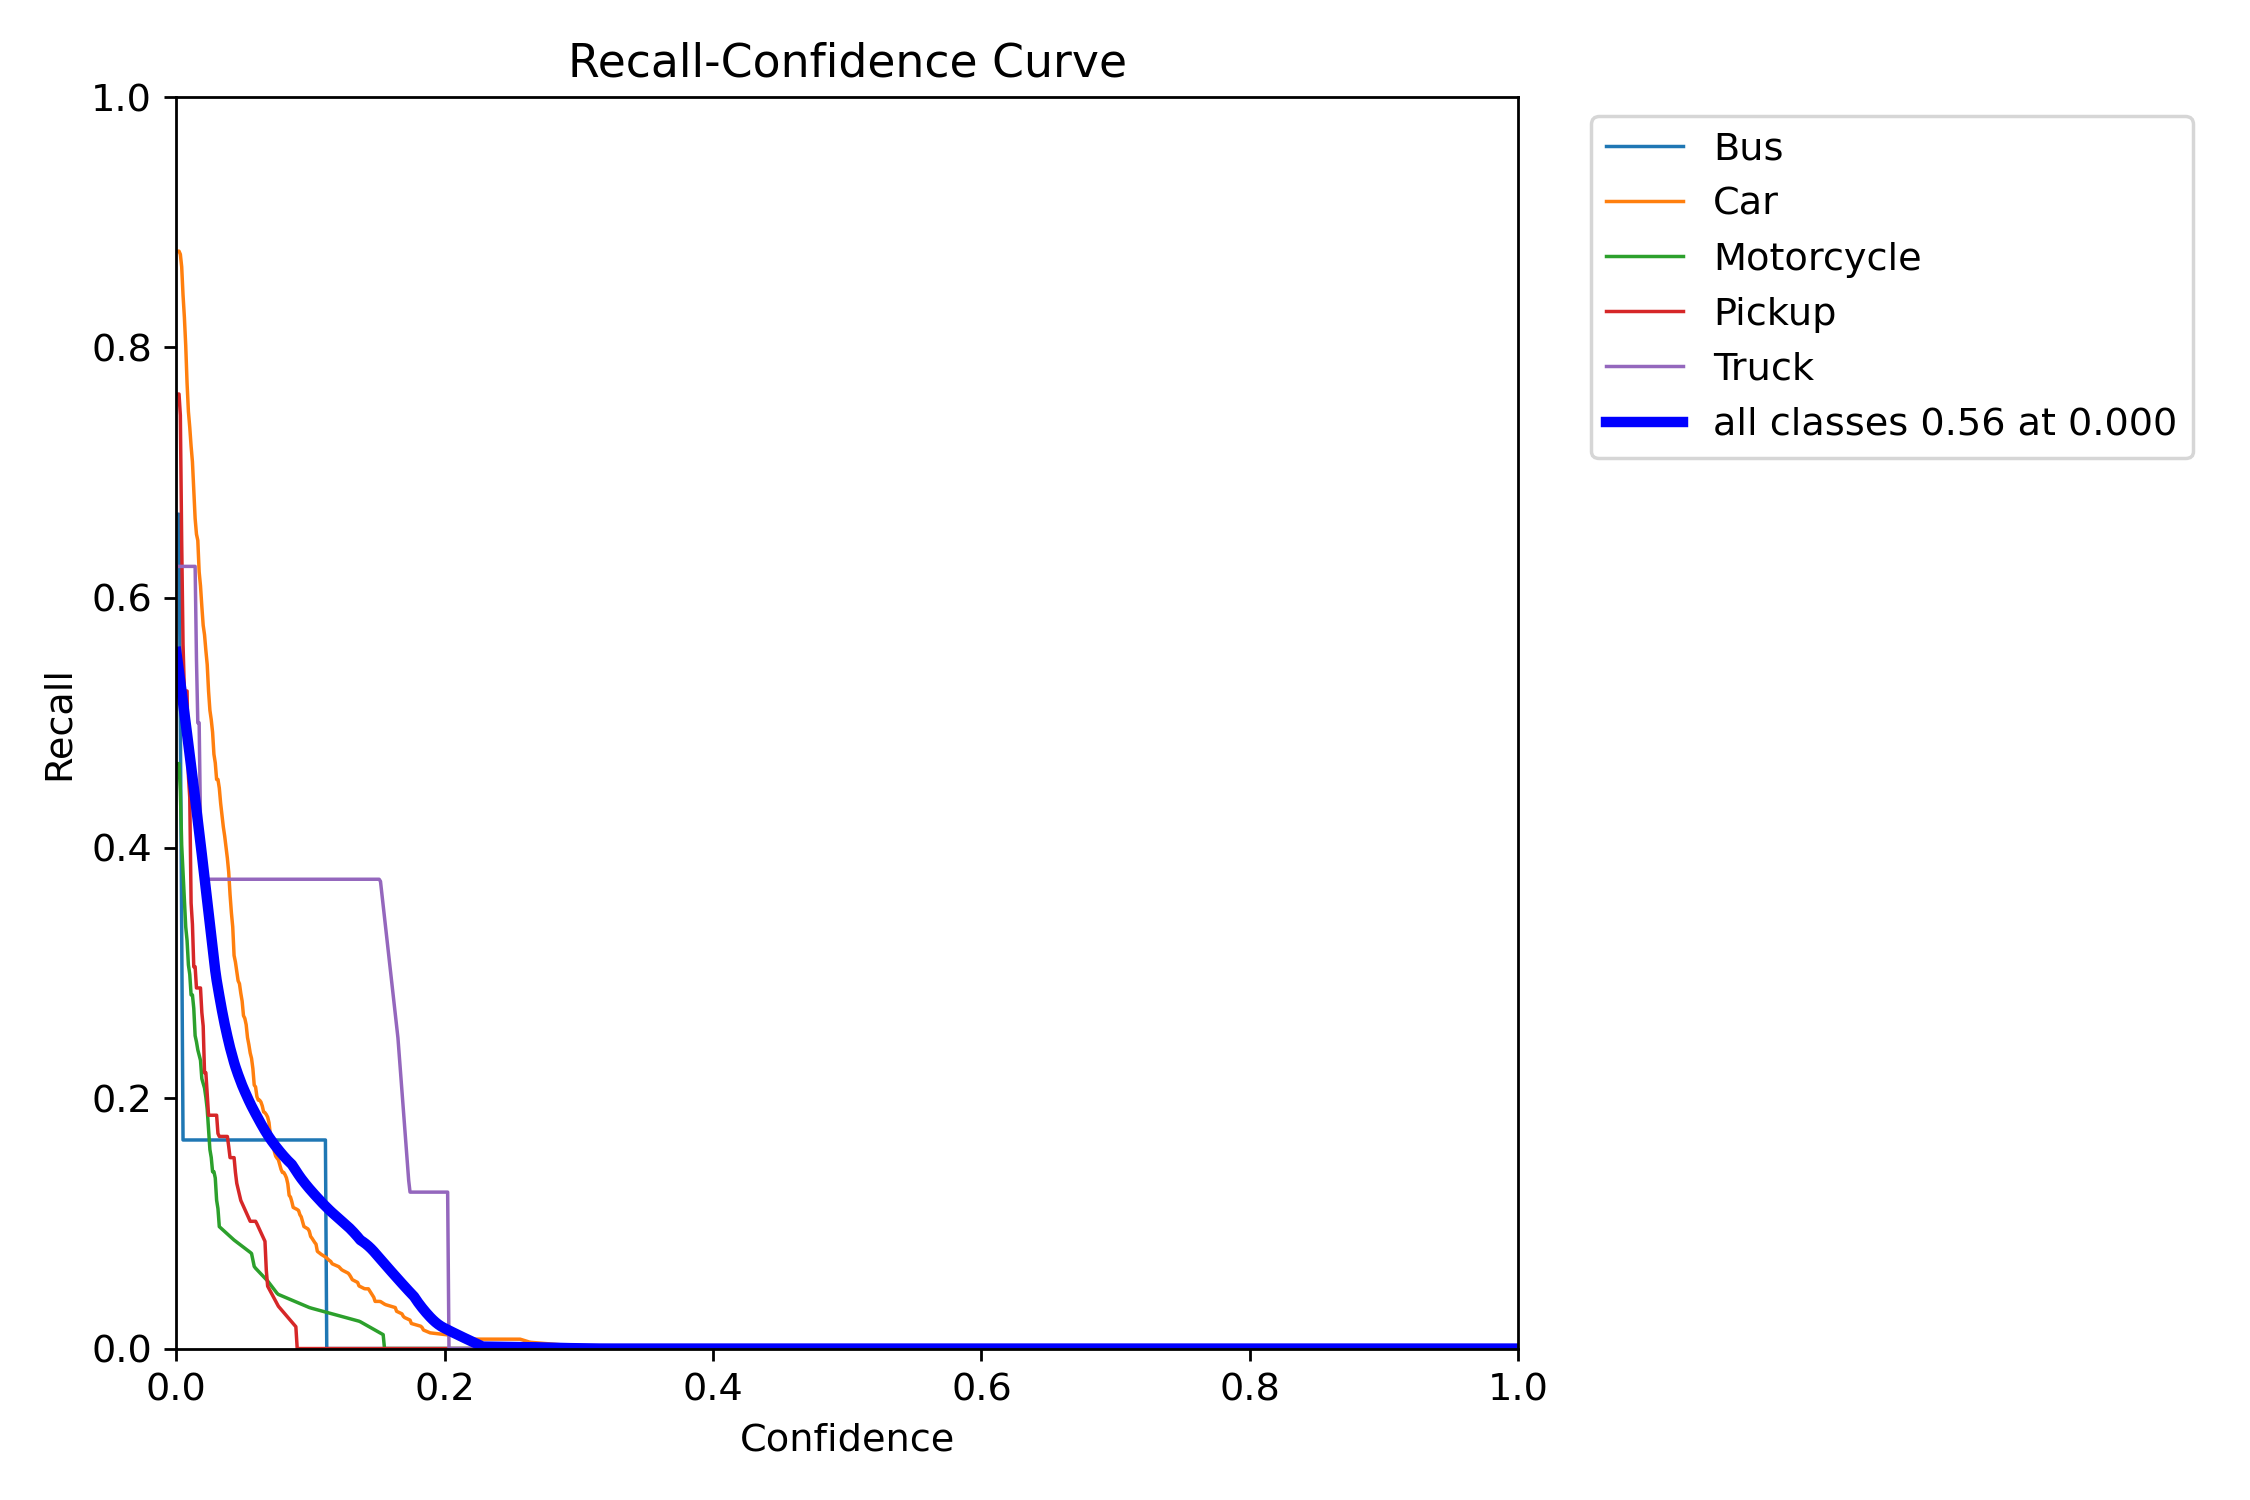 Recall-Confidence Curve
1.0
0.8
0.6
0.4
0.2
0.0
Recall
0.0 0.2 0.4 0.6 0.8 1.0
Confidence
Bus
Car
Motorcycle
Pickup
Truck
all classes 0.56 at 0.000